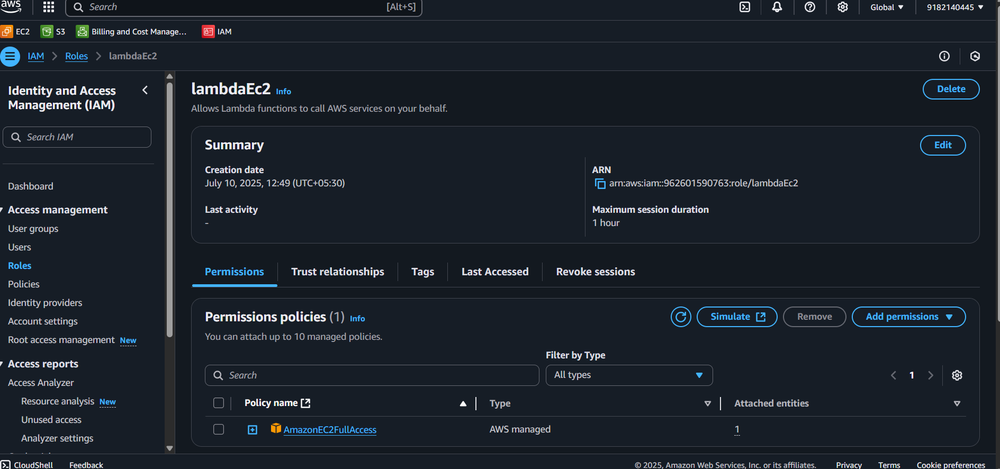 aws
Search
[Alt+S]
Global
9182140445
EC2
S3
Billing and Cost Manage...
IAM
IAM
Roles
lambdaEc2
Identity and Access
Management (IAM)
Search IAM
Dashboard
Access management
User groups
Users
Roles
Policies
Identity providers
Account settings
Root access management New
Access reports
Access Analyzer
Resource analysis New
Unused access
Analyzer settings
lambdaEc2 Info
Delete
Allows Lambda functions to call AWS services on your behalf.
Summary
Edit
Creation date
July 10, 2025, 12:49 (UTC+05:30)
ARN
arn:aws:iam::962601590763:role/lambdaEc2
Last activity
-
Maximum session duration
1 hour
Permissions
Trust relationships
Tags
Last Accessed
Revoke sessions
Permissions policies (1) Info
Simulate
Remove
Add permissions
You can attach up to 10 managed policies.
Filter by Type
Search
All types
1
Policy name
Type
Attached entities
AmazonEC2FullAccess
AWS managed
1
CloudShell
Feedback
© 2025, Amazon Web Services, Inc. or its affiliates.
Privacy
Terms
Cookie preferences